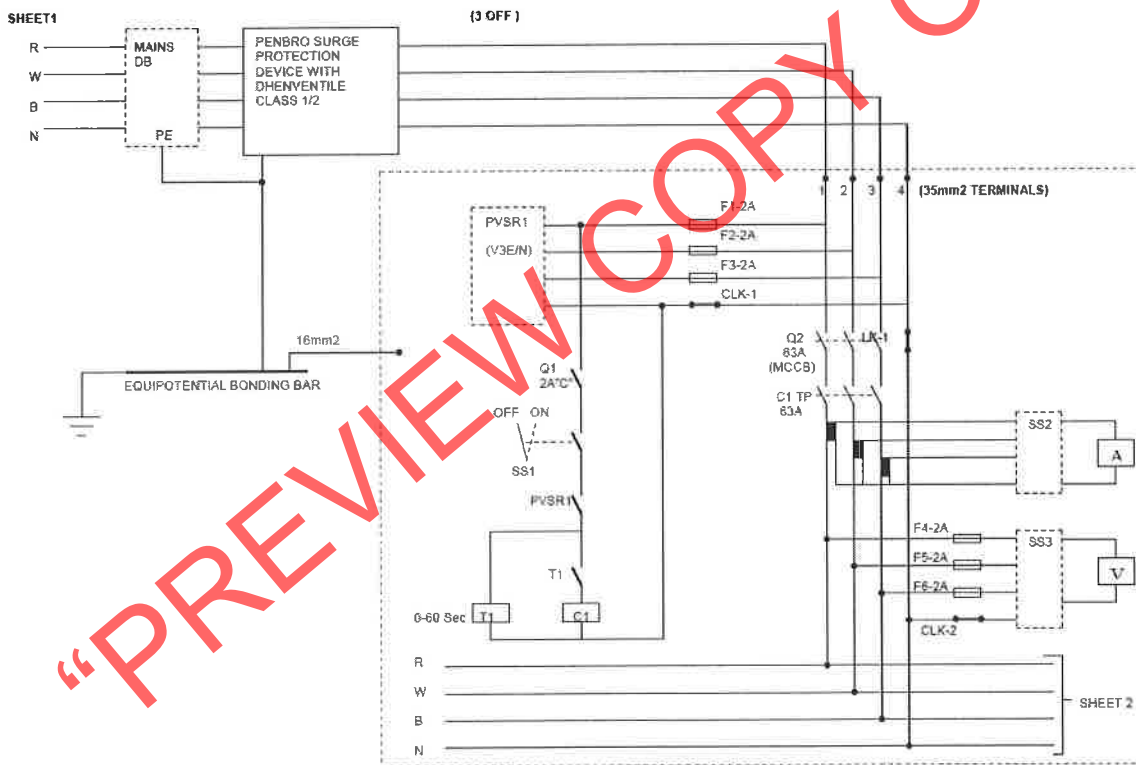 SHEET1
(3 OFF )
R
W
B
N
MAINS
DB
PE
PENBRO SURGE
PROTECTION
DEVICE WITH
DHENVENTILE
CLASS 1/2
1
2
3
4
(35mm2 TERMINALS)
PVSR1
(V3E/N)
F1-2A
F2-2A
F3-2A
CLK-1
16mm2
EQUIPOTENTIAL BONDING BAR
Q1
2A"C"
OFF
ON
SS1
PVSR1
T1
0-60 Sec
T1
C1
Q2
63A
(MCCB)
LK-1
C1 TP
63A
SS2
A
F4-2A
F5-2A
F6-2A
CLK-2
SS3
V
R
W
B
N
SHEET 2
"PREVIEW COPY